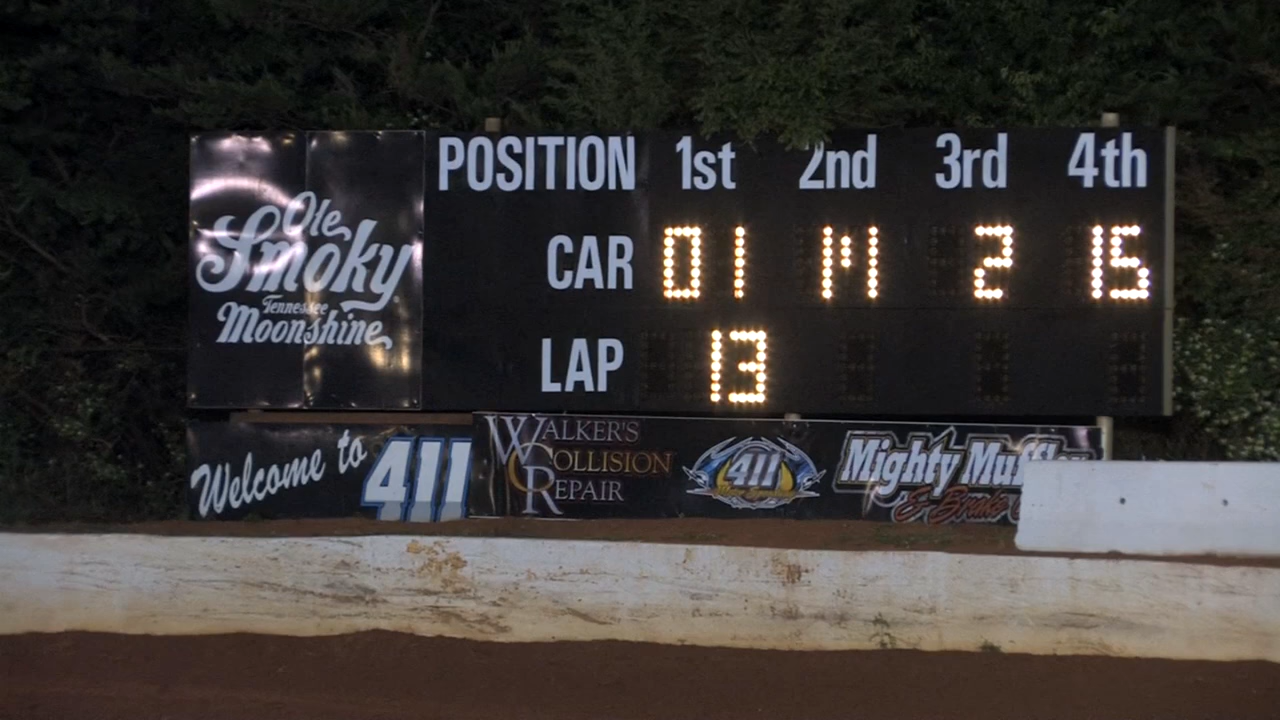 POSITION 1st 2nd 3rd 4th
CAR 01 M 2 15
LAP 13
Ole
Smoky
Tennessee
Moonshine
Welcome to 411
WALKER'S
COLLISION
REPAIR
411
Mighty
& Brake